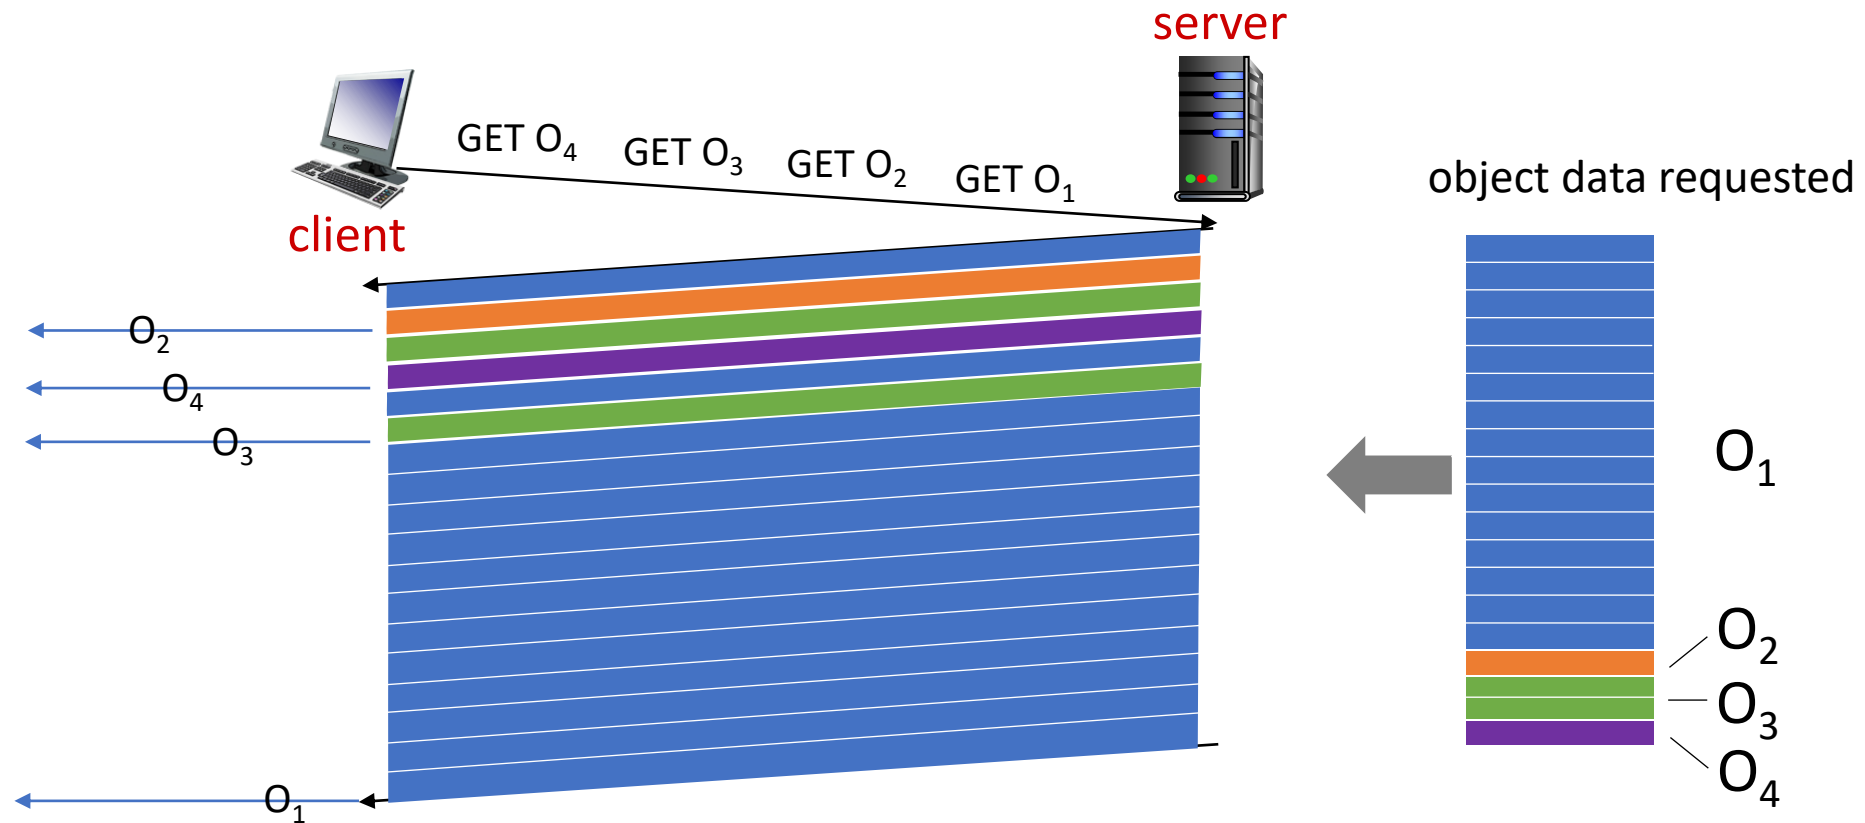 server
GET O₄
GET O₃
GET O₂
GET O₁
object data requested
client
O₂
O₄
O₃
O₁
O₁
O₂
O₃
O₄